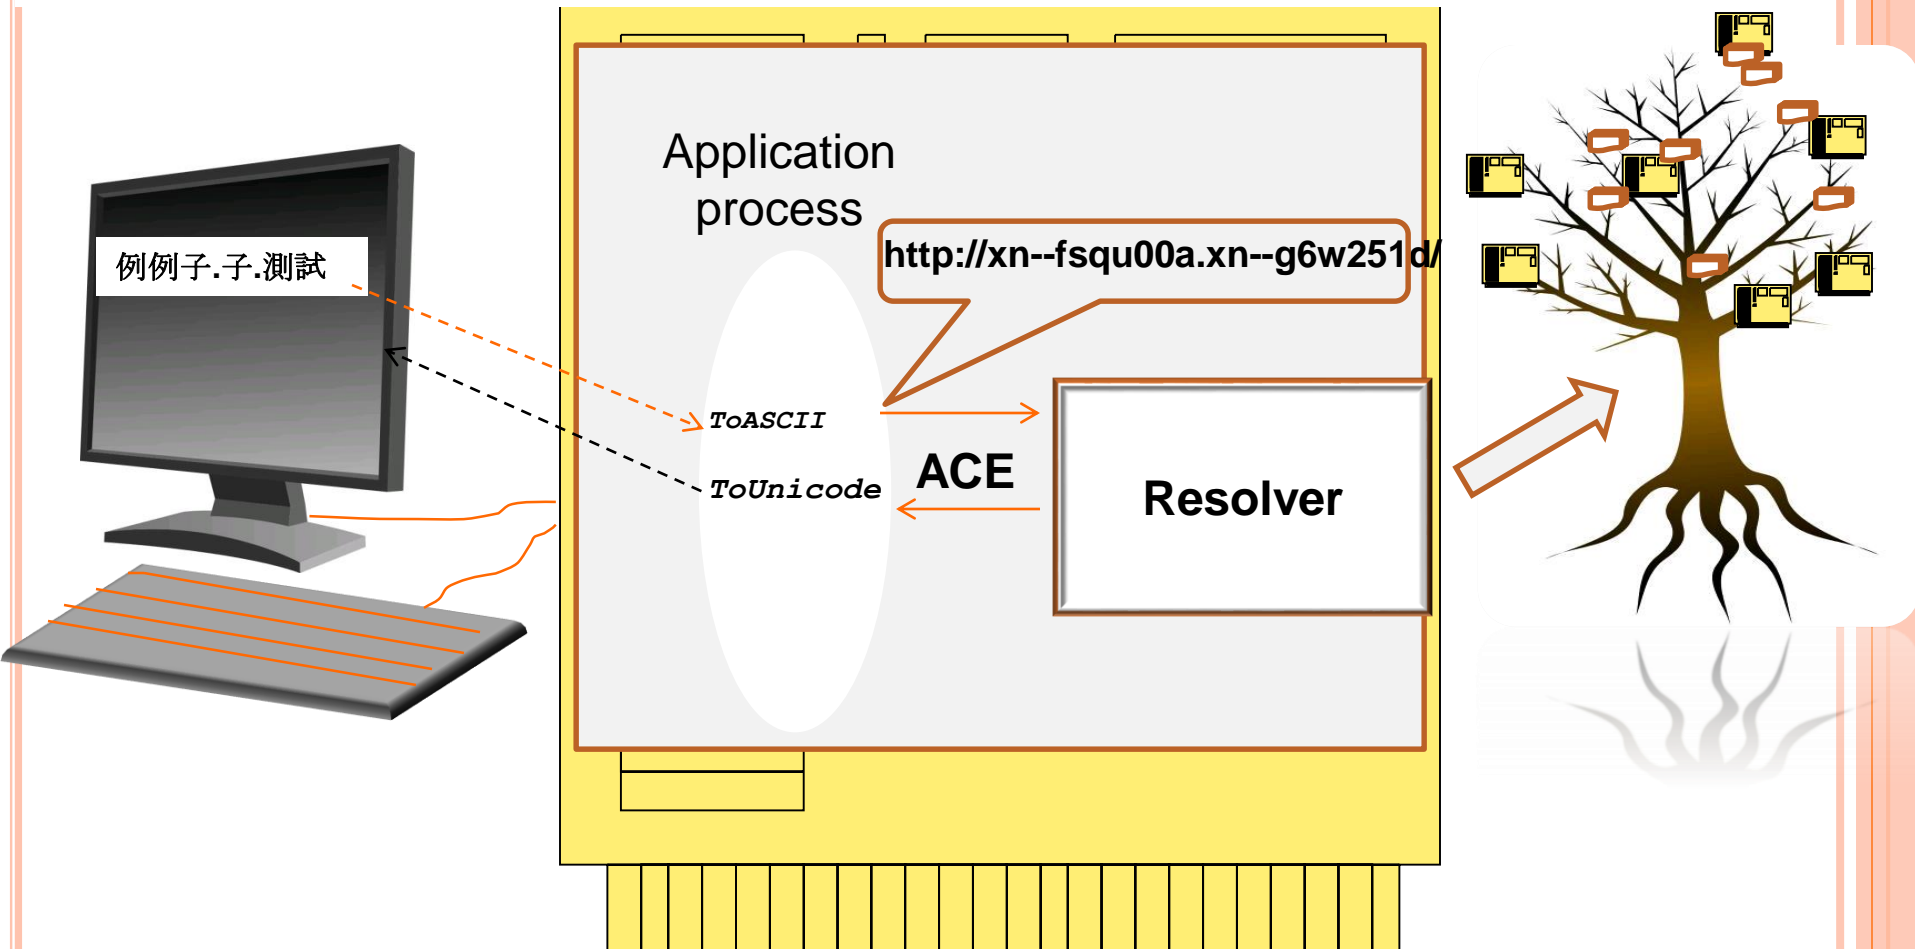 Application
process
http://xn--fsqu00a.xn--g6w251d/
例例子.子.測試
ToASCII
ToUnicode
ACE
Resolver